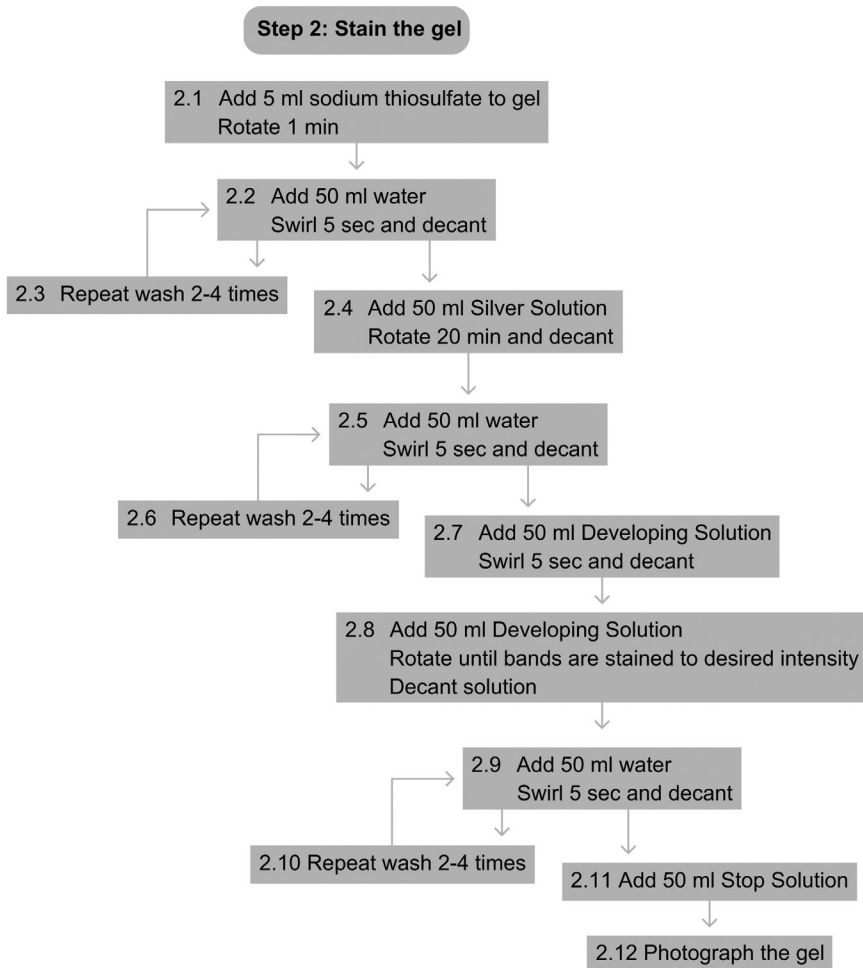 Step 2: Stain the gel
2.1 Add 5 ml sodium thiosulfate to gel
Rotate 1 min
2.2 Add 50 ml water
Swirl 5 sec and decant
2.3 Repeat wash 2-4 times
2.4 Add 50 ml Silver Solution
Rotate 20 min and decant
2.5 Add 50 ml water
Swirl 5 sec and decant
2.6 Repeat wash 2-4 times
2.7 Add 50 ml Developing Solution
Swirl 5 sec and decant
2.8 Add 50 ml Developing Solution
Rotate until bands are stained to desired intensity
Decant solution
2.9 Add 50 ml water
Swirl 5 sec and decant
2.10 Repeat wash 2-4 times
2.11 Add 50 ml Stop Solution
2.12 Photograph the gel